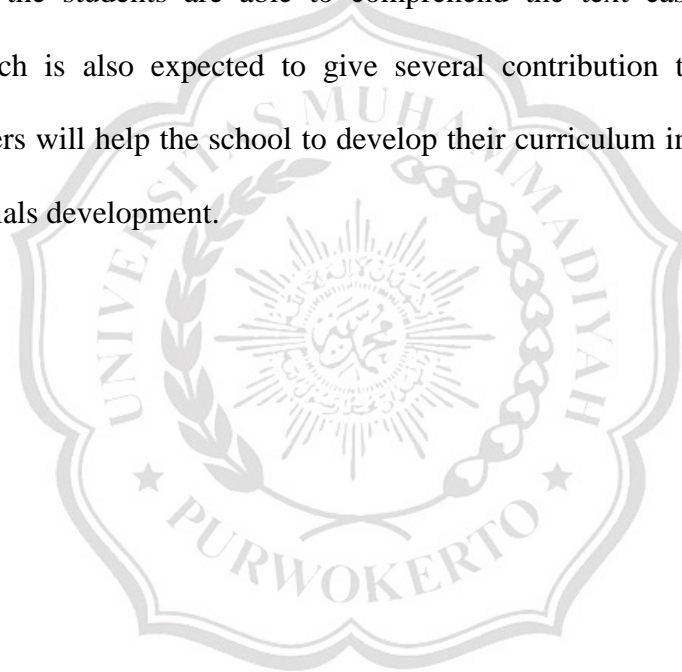 the students are able to comprehend the text eas
ch is also expected to give several contribution t
ers will help the school to develop their curriculum in
ials development.
UNIVERSITAS MUHAMMADIYAH
PURWOKERTO